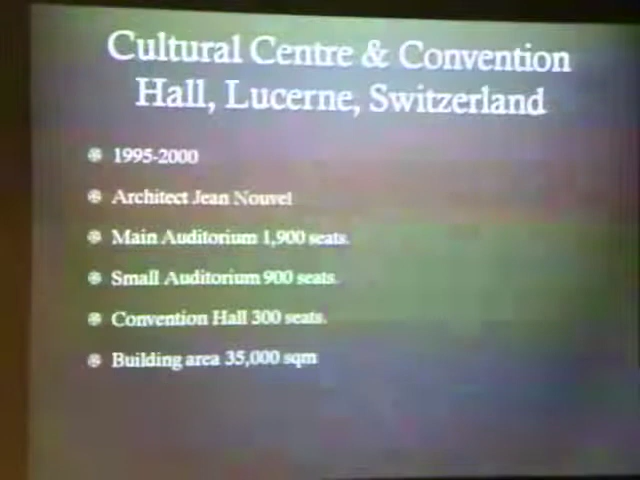 Cultural Centre & Convention
Hall, Lucerne, Switzerland
1995-2000
Architect Jean Nouvel
Main Auditorium 1,900 seats.
Small Auditorium 900 seats.
Convention Hall 300 seats.
Building area 35,000 sqm